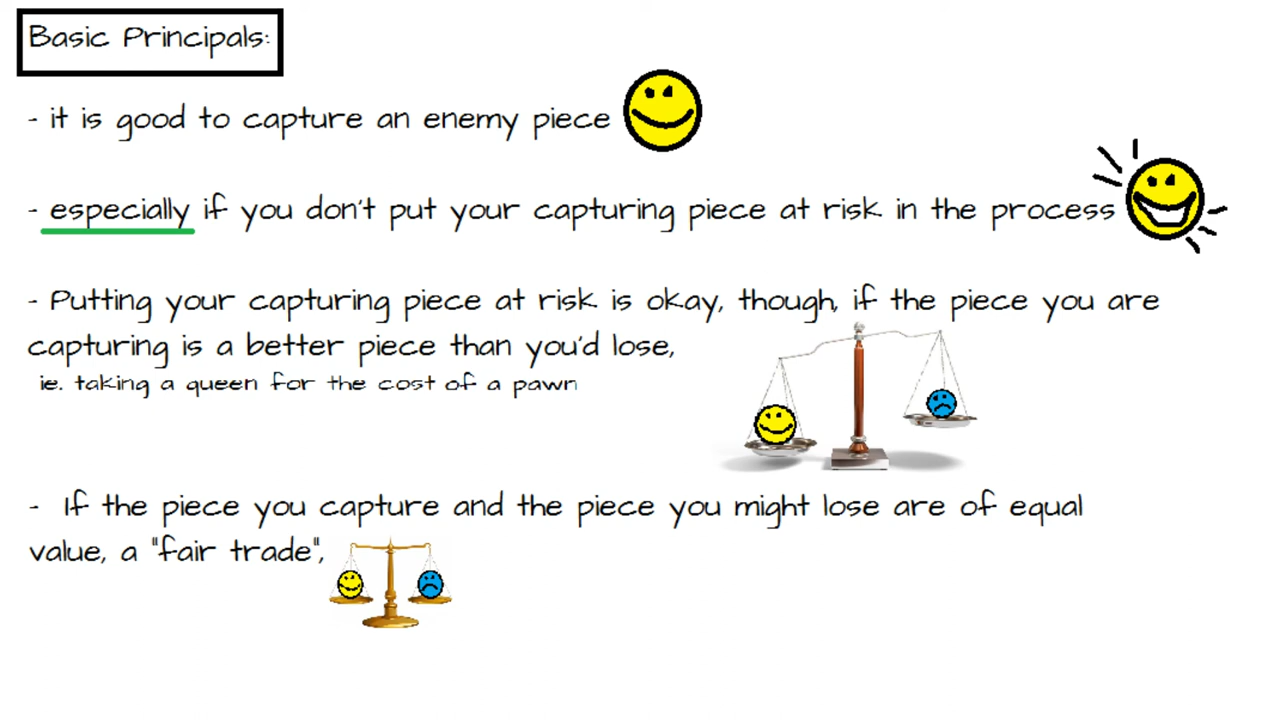 Basic Principals:
- it is good to capture an enemy piece
- especially if you don't put your capturing piece at risk in the process
- Putting your capturing piece at risk is okay, though, if the piece you are
capturing is a better piece than you'd lose,
ie. taking a queen for the cost of a pawn
- If the piece you capture and the piece you might lose are of equal
value, a "fair trade",